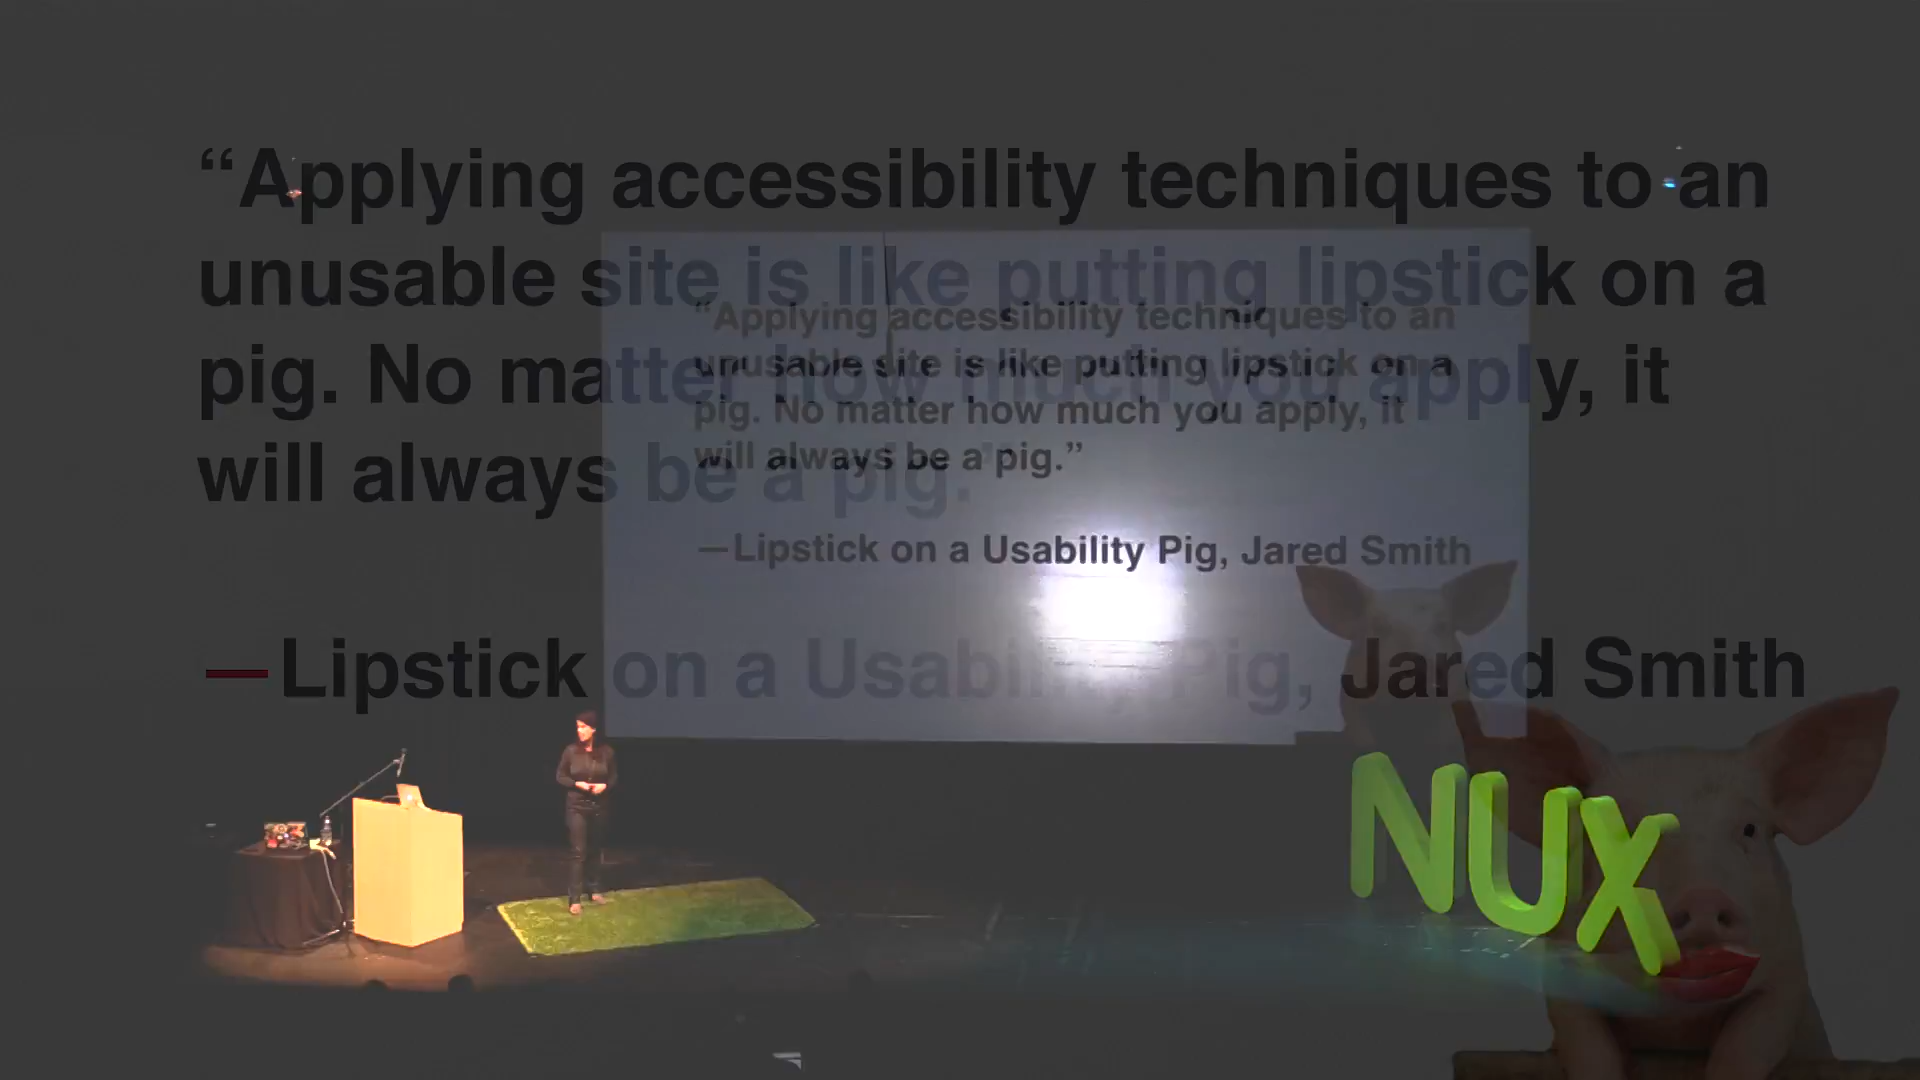 “Applying accessibility techniques to an
unusable site is like putting lipstick on a
pig. No matter how much you apply, it
will always be a pig.”
—Lipstick on a Usability Pig, Jared Smith
“Applying accessibility techniques to an
unusable site is like putting lipstick on a
pig. No matter how much you apply, it
will always be a pig.”
—Lipstick on a Usability Pig, Jared Smith
NUX